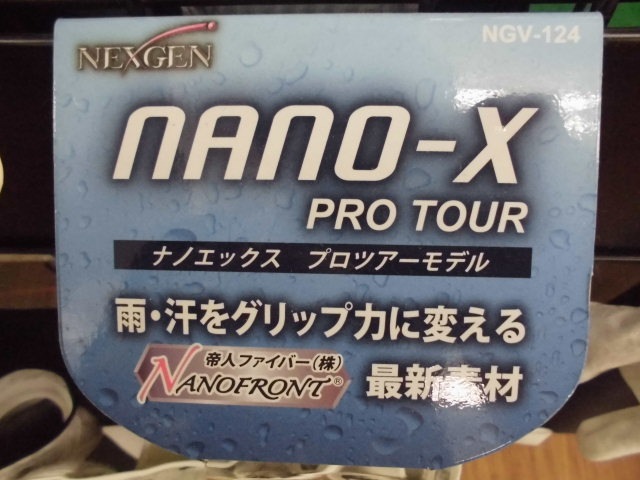 NEXGEN
NGV-124
NANO-X
PRO TOUR
ナノエックス プロツアーモデル
雨・汗をグリップ力に変える
帝人ファイバー(株)
NANOFRONT®
最新素材